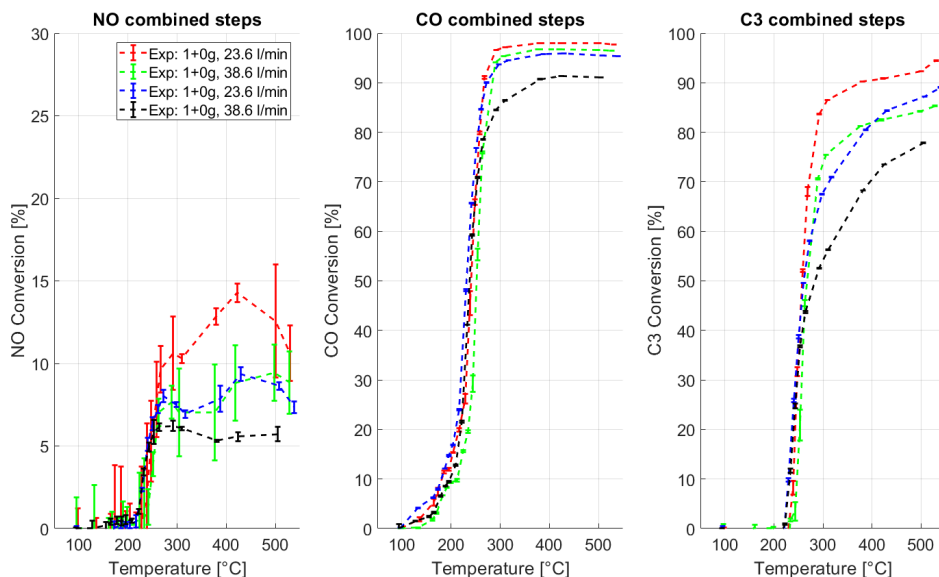 NO combined steps
CO combined steps
C3 combined steps
Exp: 1+0g, 23.6 l/min
Exp: 1+0g, 38.6 l/min
Exp: 1+0g, 23.6 l/min
Exp: 1+0g, 38.6 l/min
NO Conversion [%]
30
25
20
15
10
5
0
100 200 300 400 500
Temperature [°C]
CO Conversion [%]
100
90
80
70
60
50
40
30
20
10
0
100 200 300 400 500
Temperature [°C]
C3 Conversion [%]
100
90
80
70
60
50
40
30
20
10
0
100 200 300 400 500
Temperature [°C]